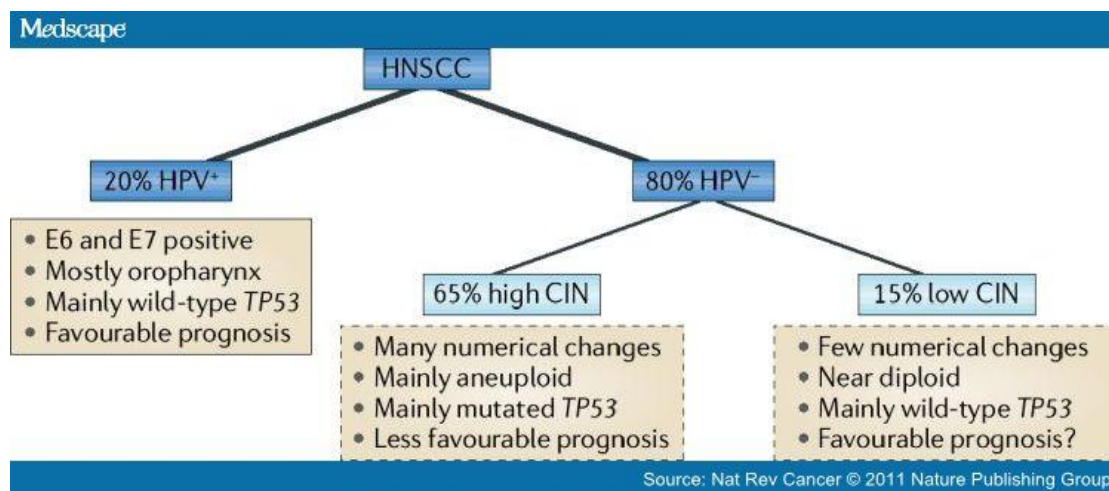 Medscape
HNSCC
20% HPV⁺
80% HPV⁻
• E6 and E7 positive
• Mostly oropharynx
• Mainly wild-type TP53
• Favourable prognosis
65% high CIN
15% low CIN
• Many numerical changes
• Mainly aneuploid
• Mainly mutated TP53
• Less favourable prognosis
• Few numerical changes
• Near diploid
• Mainly wild-type TP53
• Favourable prognosis?
Source: Nat Rev Cancer © 2011 Nature Publishing Group